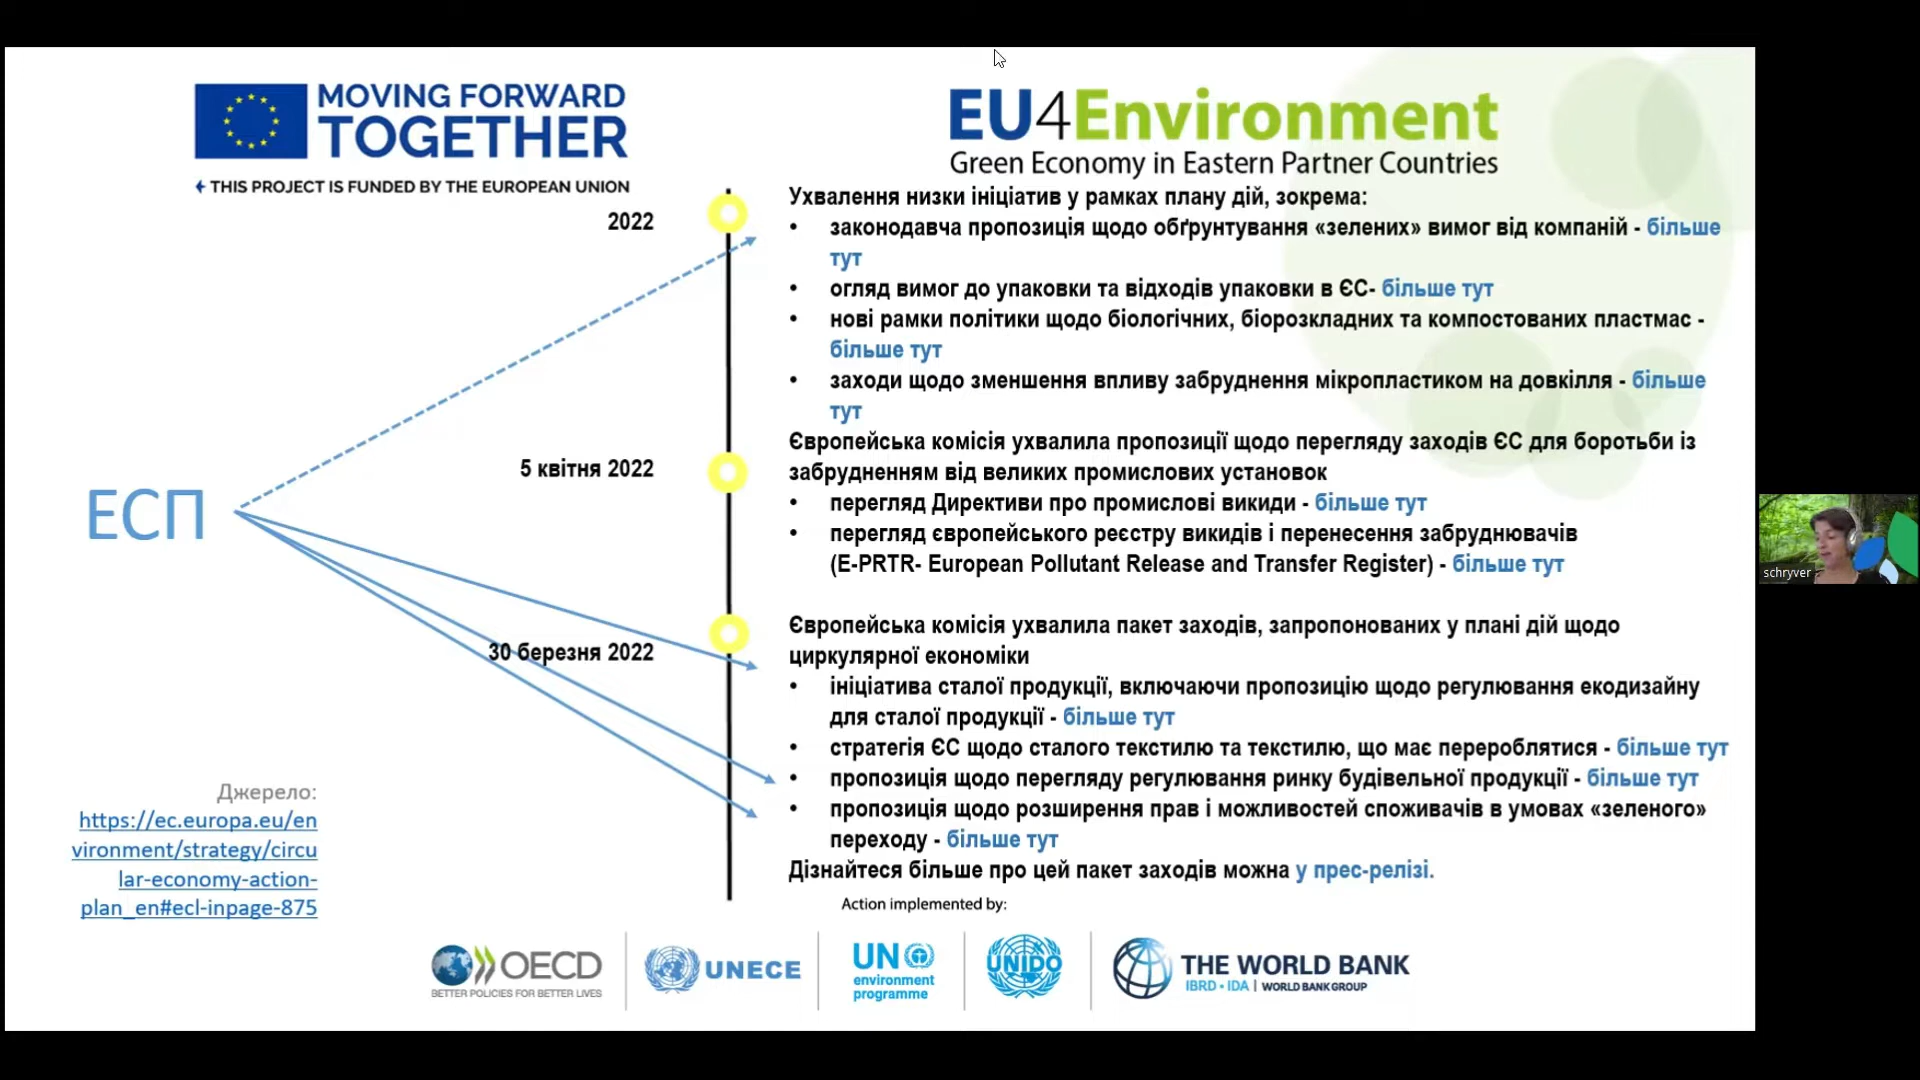 MOVING FORWARD
TOGETHER
THIS PROJECT IS FUNDED BY THE EUROPEAN UNION
EU4Environment
Green Economy in Eastern Partner Countries
2022
Ухвалення низки ініціатив у рамках плану дій, зокрема:
• законодавча пропозиція щодо обґрунтування «зелених» вимог від компаній - більше
тут
• огляд вимог до упаковки та відходів упаковки в ЄС- більше тут
• нові рамки політики щодо біологічних, біорозкладних та компостованих пластмас -
більше тут
• заходи щодо зменшення впливу забруднення мікропластиком на довкілля - більше
тут
5 квітня 2022
Європейська комісія ухвалила пропозиції щодо перегляду заходів ЄС для боротьби із
забрудненням від великих промислових установок
• перегляд Директиви про промислові викиди - більше тут
• перегляд європейського реєстру викидів і перенесення забруднювачів
(E-PRTR- European Pollutant Release and Transfer Register) - більше тут
ЕСП
30 березня 2022
Європейська комісія ухвалила пакет заходів, запропонованих у плані дій щодо
циркулярної економіки
• ініціатива сталої продукції, включаючи пропозицію щодо регулювання екодизайну
для сталої продукції - більше тут
• стратегія ЄС щодо сталого текстилю та текстилю, що має перероблятися - більше тут
• пропозиція щодо перегляду регулювання ринку будівельної продукції - більше тут
• пропозиція щодо розширення прав і можливостей споживачів в умовах «зеленого»
переходу - більше тут
Дізнайтеся більше про цей пакет заходів можна у прес-релізі.
Джерело:
https://ec.europa.eu/en
vironment/strategy/circu
lar-economy-action-
plan_en#ecl-inpage-875
Action implemented by:
OECD
BETTER POLICIES FOR BETTER LIVES
UNECE
UN
environment
programme
UNIDO
THE WORLD BANK
IBRD • IDA | WORLD BANK GROUP
schryver